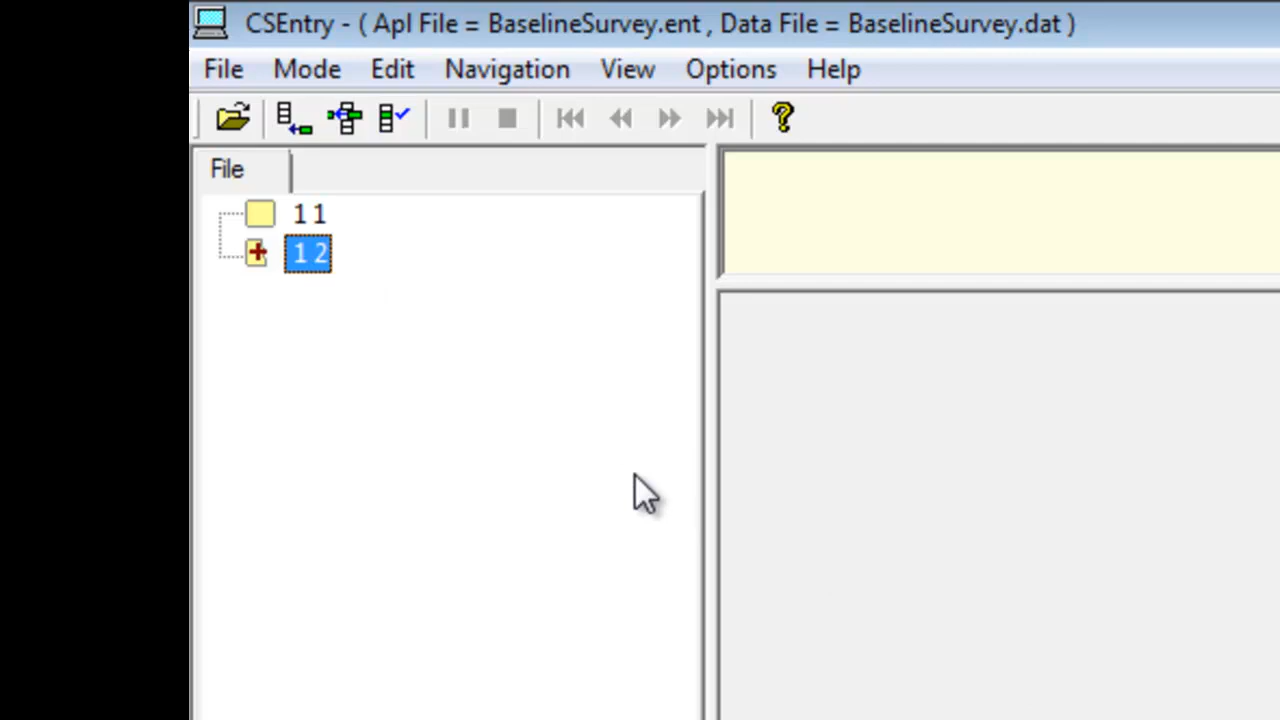 CSEntry - ( Apl File = BaselineSurvey.ent , Data File = BaselineSurvey.dat )
File Mode Edit Navigation View Options Help
File
1 1
1 2